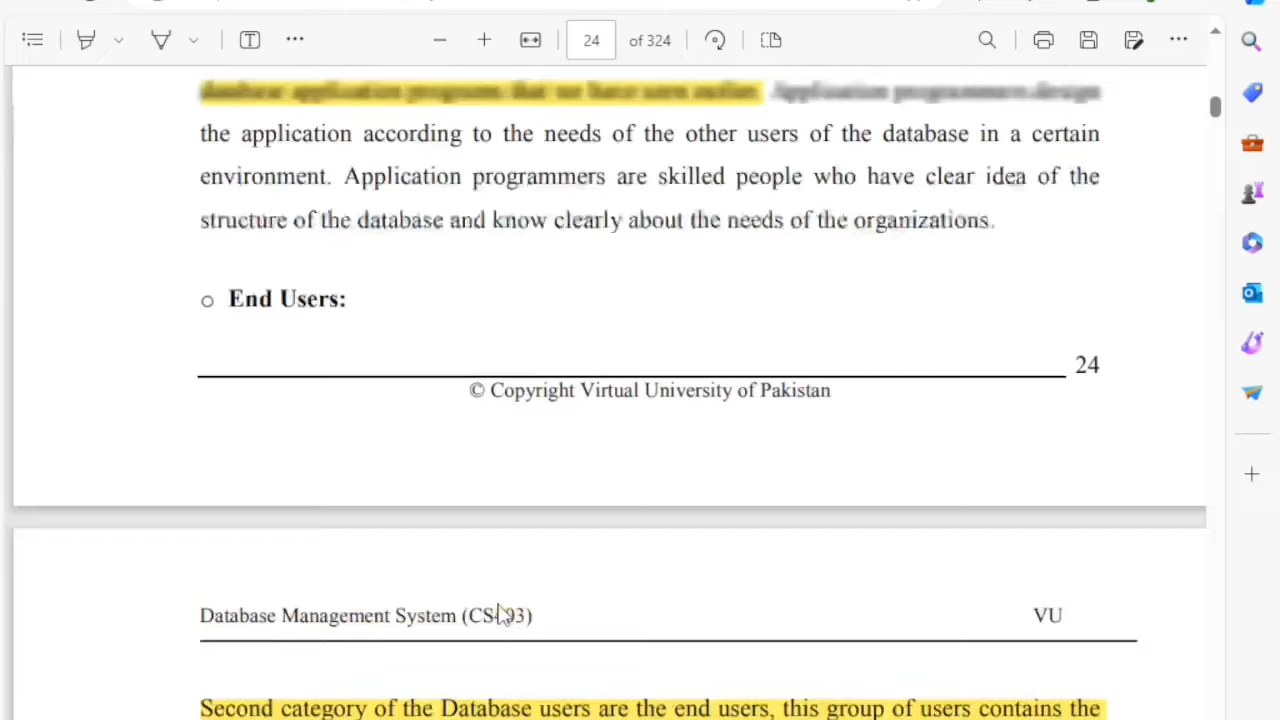 24 of 324
the application according to the needs of the other users of the database in a certain
environment. Application programmers are skilled people who have clear idea of the
structure of the database and know clearly about the needs of the organizations.
○ End Users:
24
© Copyright Virtual University of Pakistan
Database Management System VU
Second category of the Database users are the end users, this group of users contains the